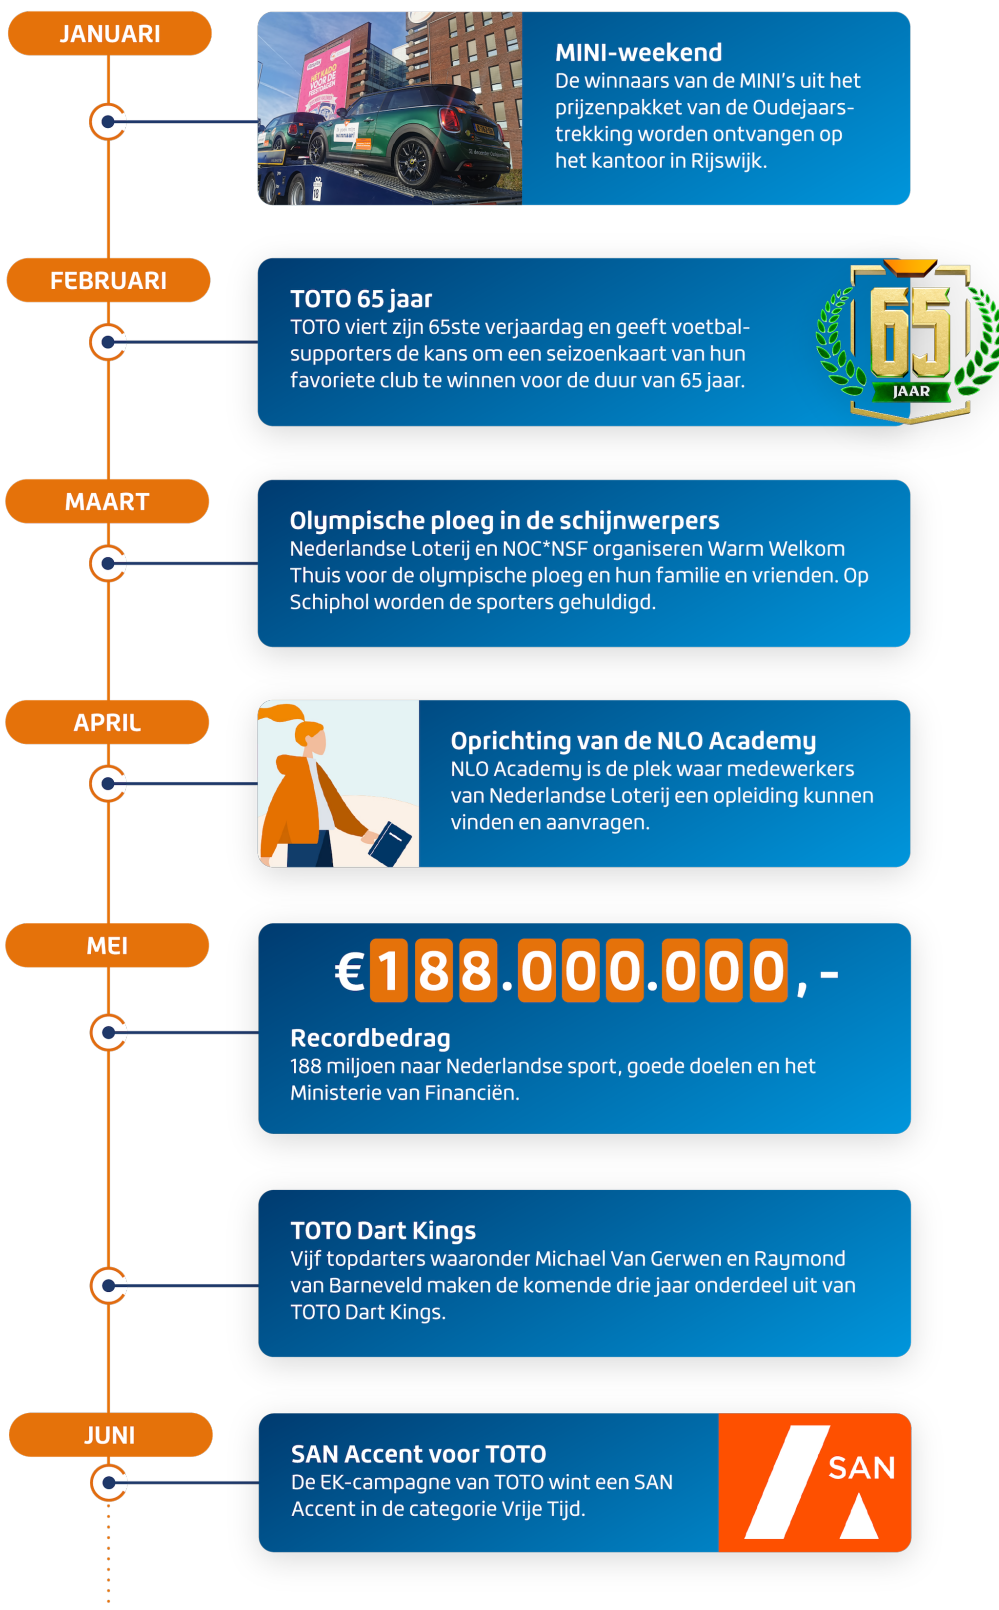 JANUARI
HÉT KADO
VOOR DE
FEESTDAGEN
MINI-weekend
De winnaars van de MINI's uit het
prijzenpakket van de Oudejaars-
trekking worden ontvangen op
het kantoor in Rijswijk.
FEBRUARI
TOTO 65 jaar
TOTO viert zijn 65ste verjaardag en geeft voetbal-
supporters de kans om een seizoenkaart van hun
favoriete club te winnen voor de duur van 65 jaar.
65
JAAR
MAART
Olympische ploeg in de schijnwerpers
Nederlandse Loterij en NOC*NSF organiseren Warm Welkom
Thuis voor de olympische ploeg en hun familie en vrienden. Op
Schiphol worden de sporters gehuldigd.
APRIL
Oprichting van de NLO Academy
NLO Academy is de plek waar medewerkers
van Nederlandse Loterij een opleiding kunnen
vinden en aanvragen.
MEI
€188.000.000,-
Recordbedrag
188 miljoen naar Nederlandse sport, goede doelen en het
Ministerie van Financiën.
TOTO Dart Kings
Vijf topdarters waaronder Michael Van Gerwen en Raymond
van Barneveld maken de komende drie jaar onderdeel uit van
TOTO Dart Kings.
JUNI
SAN Accent voor TOTO
De EK-campagne van TOTO wint een SAN
Accent in de categorie Vrije Tijd.
SAN